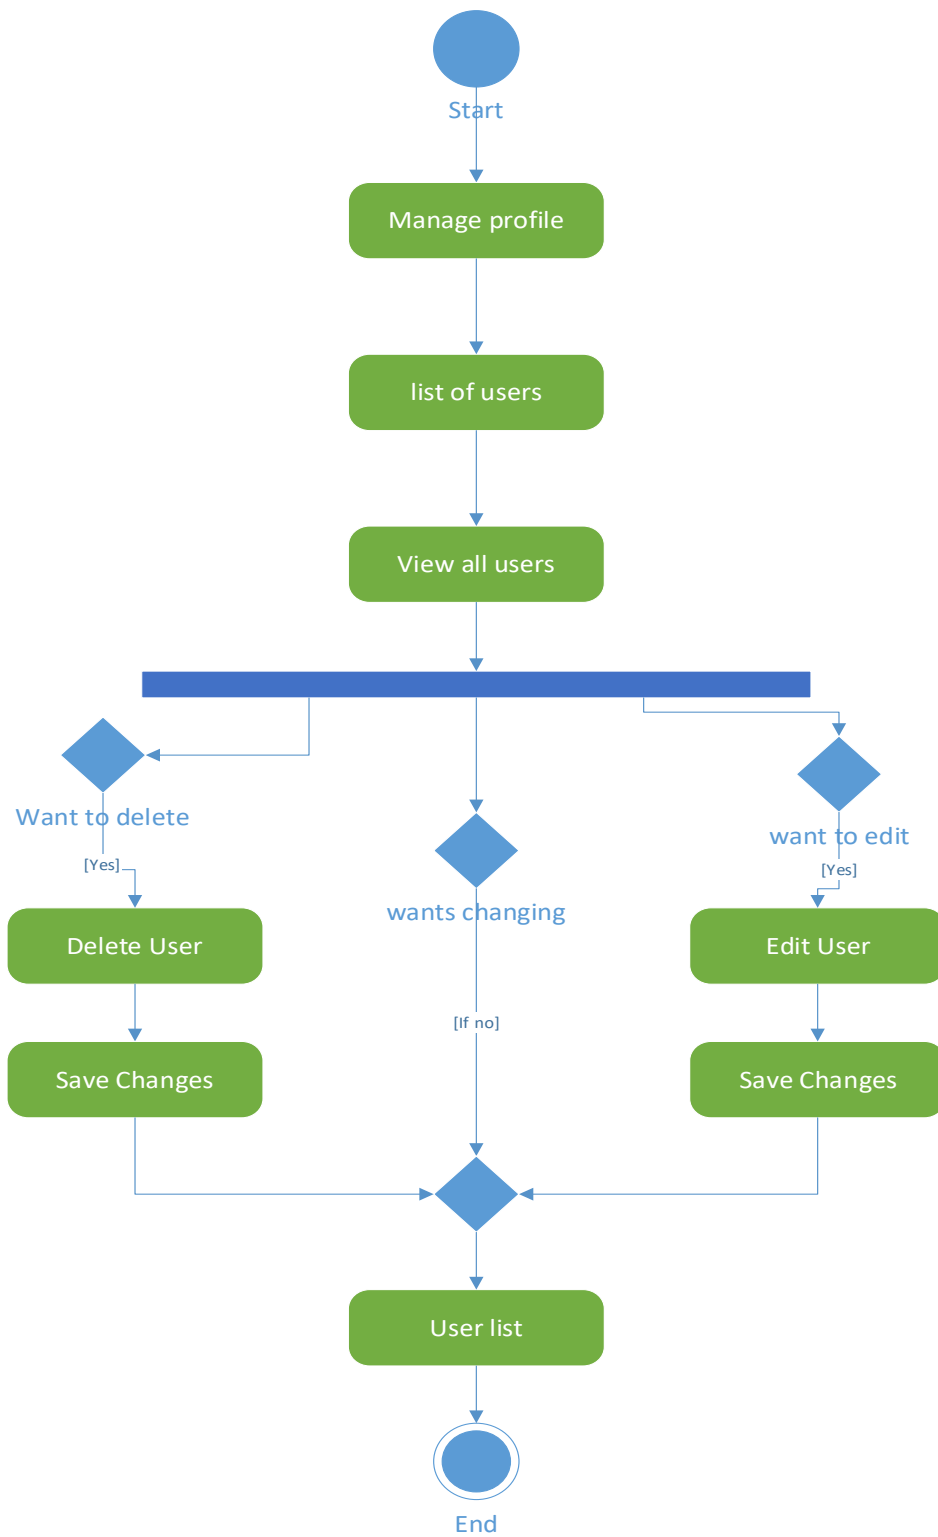 Start
Manage profile
list of users
View all users
Want to delete
want to edit
[Yes]
[Yes]
wants changing
Delete User
Edit User
[If no]
Save Changes
Save Changes
User list
End